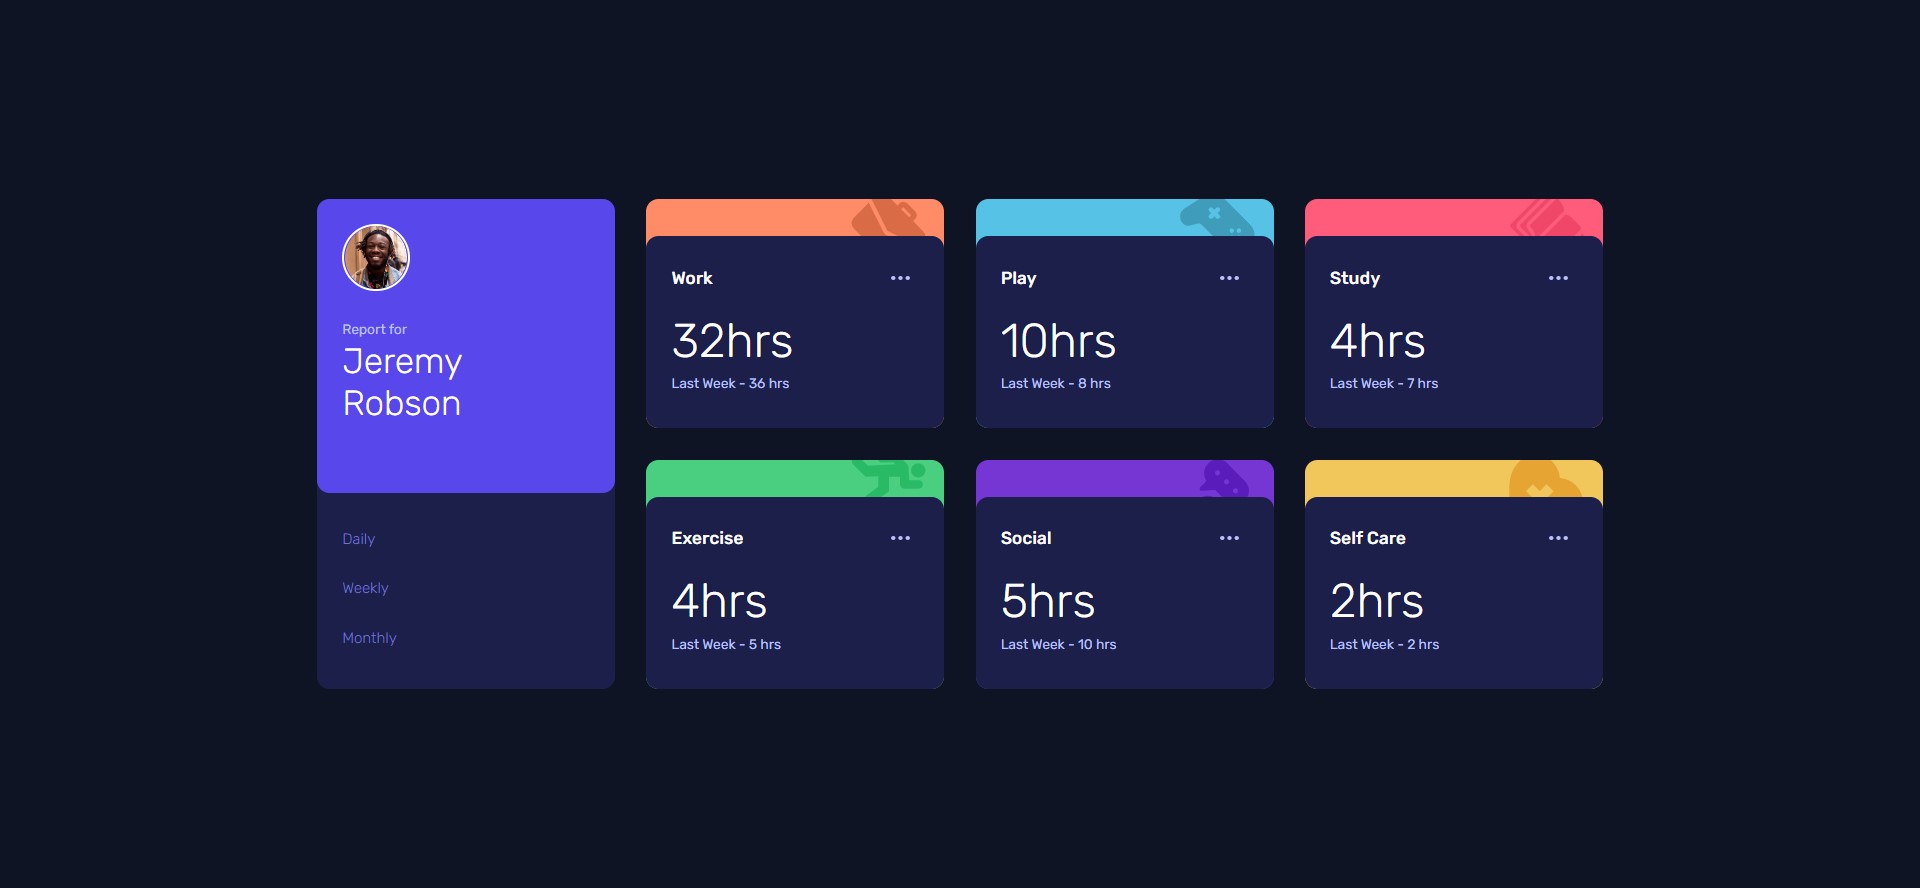 Report for
Jeremy
Robson
Daily
Weekly
Monthly
Work
32hrs
Last Week - 36 hrs
Play
10hrs
Last Week - 8 hrs
Study
4hrs
Last Week - 7 hrs
Exercise
4hrs
Last Week - 5 hrs
Social
5hrs
Last Week - 10 hrs
Self Care
2hrs
Last Week - 2 hrs